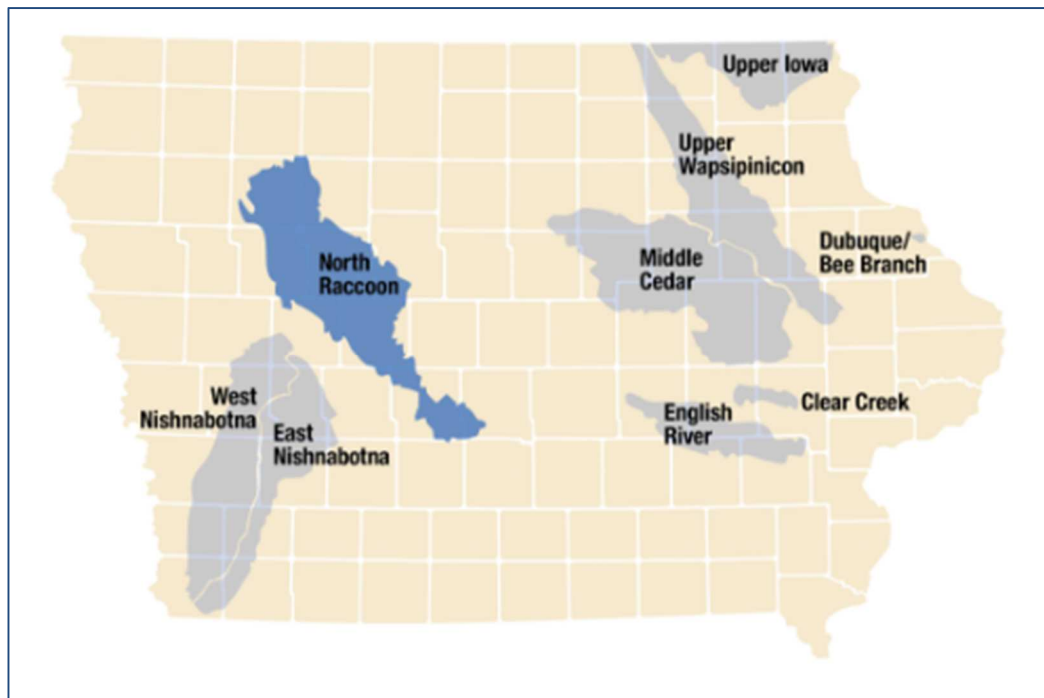 Upper Iowa
Upper
Wapsipinicon
North
Raccoon
Middle
Cedar
Dubuque/
Bee Branch
West
Nishnabotna
East
Nishnabotna
English
River
Clear Creek